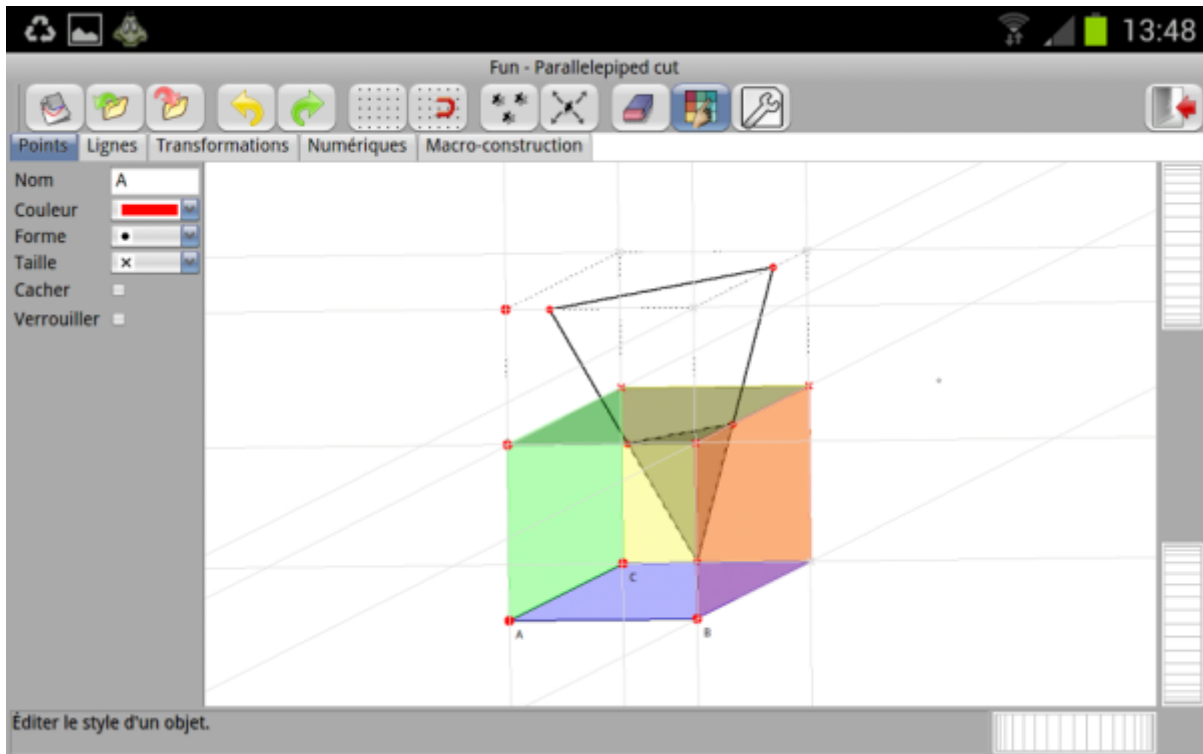 13:48
Fun - Parallelepiped cut
Points Lignes Transformations Numériques Macro-construction
Nom A
Couleur
Forme
Taille
Cacher
Verrouiller
C
A B
Éditer le style d'un objet.